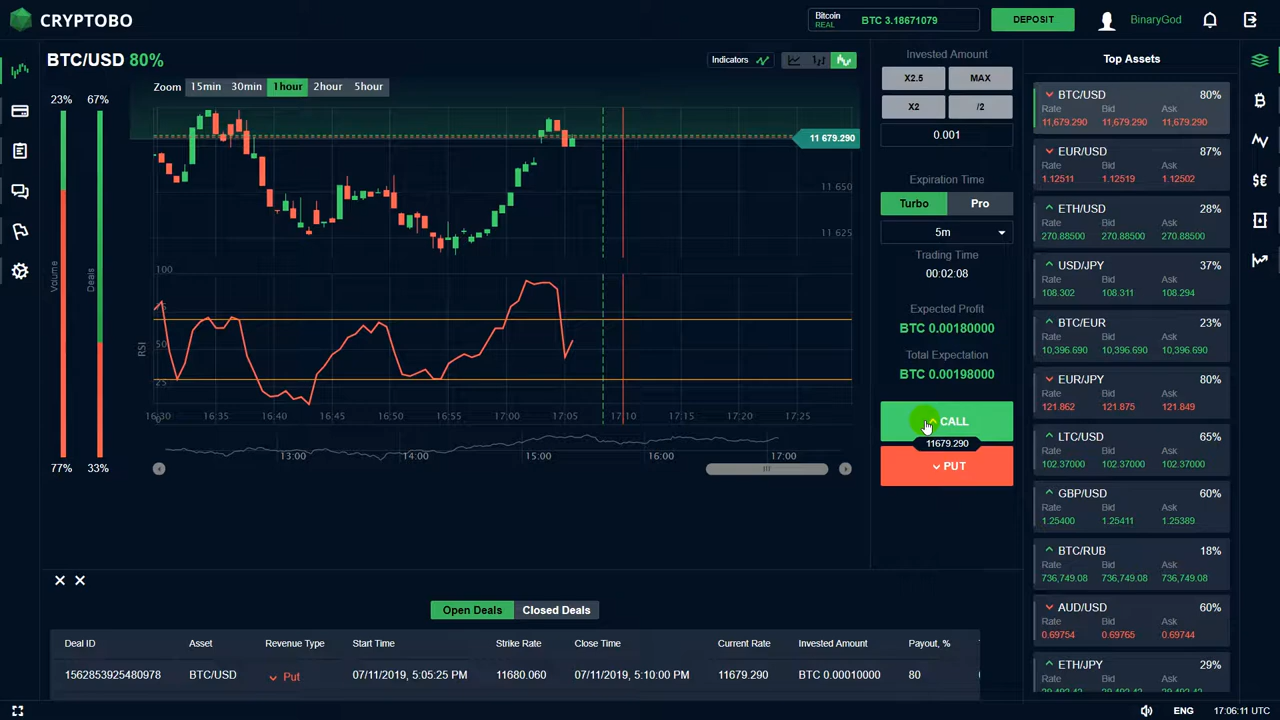 CRYPTOBO
Bitcoin
REAL
BTC 3.18671079
DEPOSIT
BinaryGod
BTC/USD 80%
Indicators
Zoom 15min 30min 1hour 2hour 5hour
23% 67%
Volume
Deals
77% 33%
11 679.290
11 650
11 625
100
50
25
0
RSI
16:30 16:35 16:40 16:45 16:50 16:55 17:00 17:05 17:10 17:15 17:20 17:25
13:00 14:00 15:00 16:00 17:00
Invested Amount
X2.5 MAX
X2 /2
0.001
Expiration Time
Turbo Pro
5m
Trading Time
00:02:08
Expected Profit
BTC 0.00180000
Total Expectation
BTC 0.00198000
CALL
11679.290
PUT
Top Assets
BTC/USD 80%
Rate Bid Ask
11,679.290 11,679.290 11,679.290
EUR/USD 87%
Rate Bid Ask
1.12511 1.12519 1.12502
ETH/USD 28%
Rate Bid Ask
270.88500 270.88500 270.88500
USD/JPY 37%
Rate Bid Ask
108.302 108.311 108.294
BTC/EUR 23%
Rate Bid Ask
10,396.690 10,396.690 10,396.690
EUR/JPY 80%
Rate Bid Ask
121.862 121.875 121.849
LTC/USD 65%
Rate Bid Ask
102.37000 102.37000 102.37000
GBP/USD 60%
Rate Bid Ask
1.25400 1.25411 1.25389
BTC/RUB 18%
Rate Bid Ask
736,749.08 736,749.08 736,749.08
AUD/USD 60%
Rate Bid Ask
0.69754 0.69765 0.69744
ETH/JPY 29%
Rate Bid Ask
Open Deals Closed Deals
Deal ID Asset Revenue Type Start Time Strike Rate Close Time Current Rate Invested Amount Payout, %
1562853925480978 BTC/USD Put 07/11/2019, 5:05:25 PM 11680.060 07/11/2019, 5:10:00 PM 11679.290 BTC 0.00010000 80
ENG 17:06:11 UTC